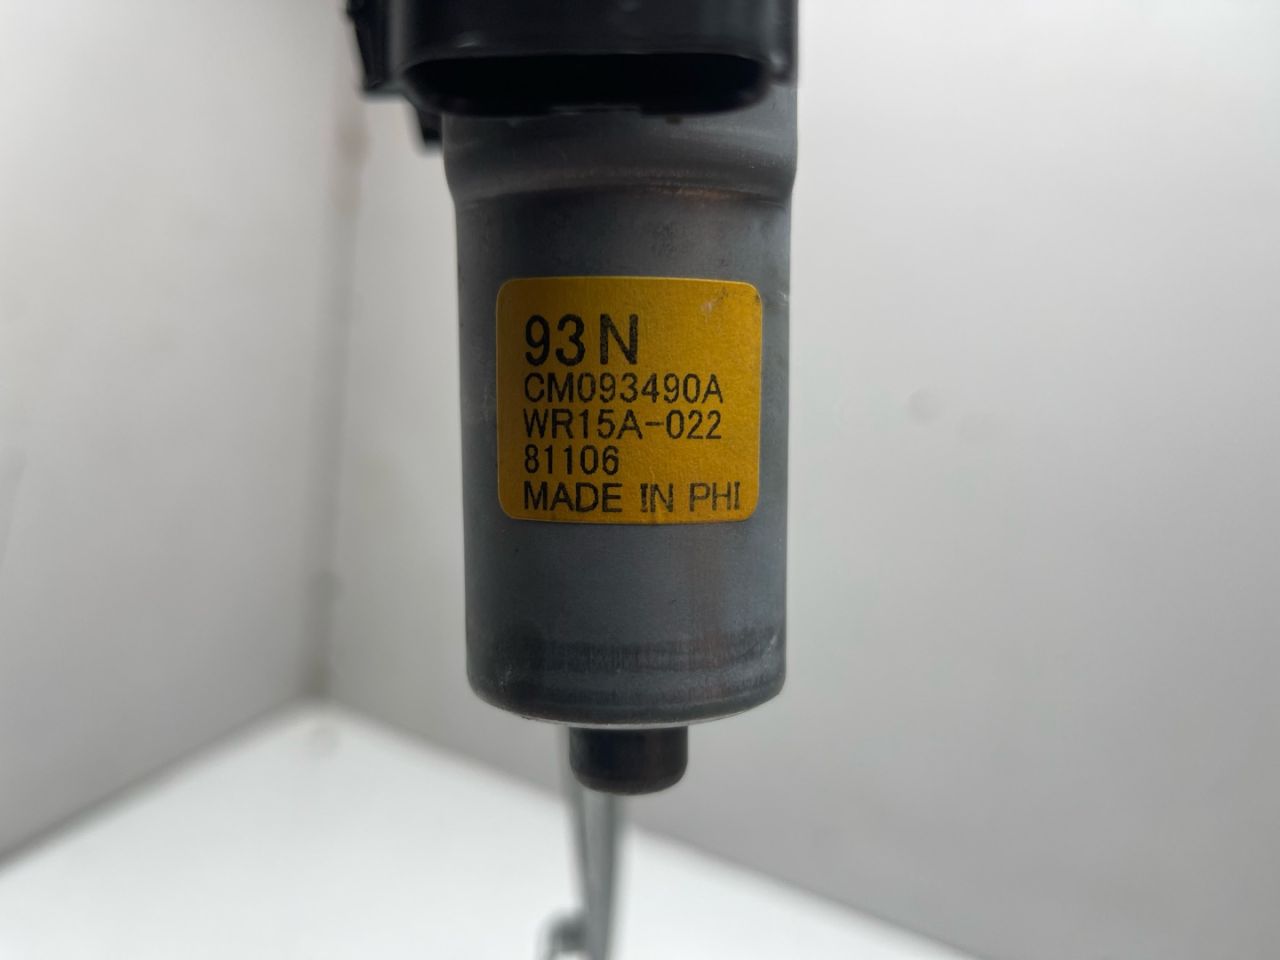 93N
CM093490A
WR15A-022
81106
MADE IN PHI